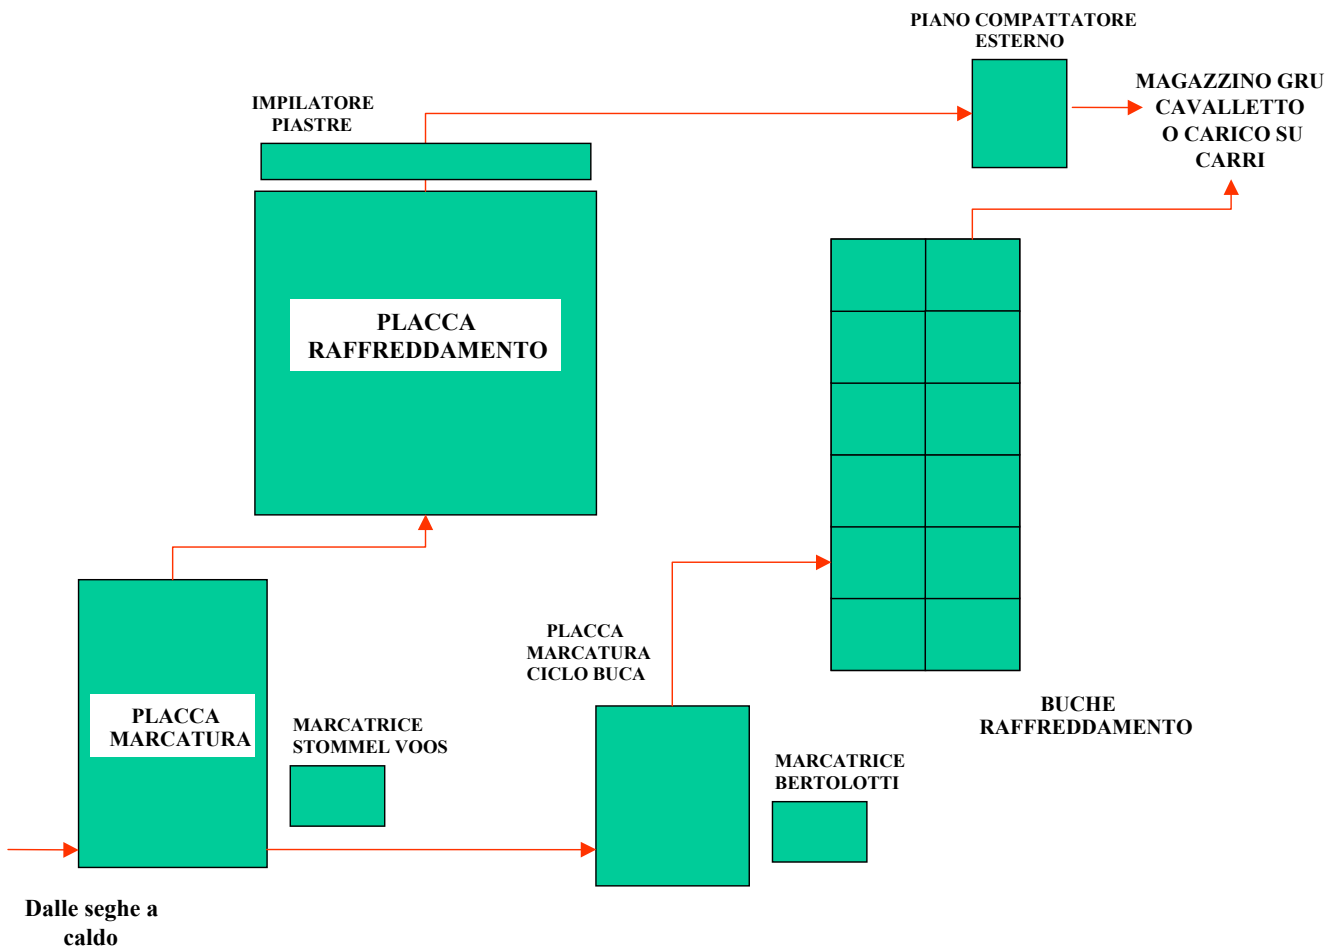 PIANO COMPATTATORE
ESTERNO
MAGAZZINO GRU
CAVALLETTO
O CARICO SU
CARRI
IMPILATORE
PIASTRE
PLACCA
RAFFREDDAMENTO
PLACCA
MARCATURA
CICLO BUCA
BUCHE
RAFFREDDAMENTO
PLACCA
MARCATURA
MARCATRICE
STOMMEL VOOS
MARCATRICE
BERTOLOTTI
Dalle seghe a
caldo